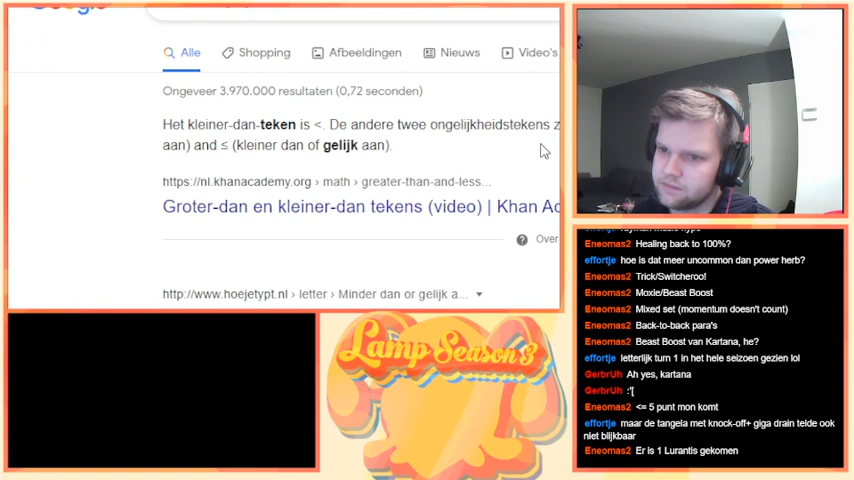 Google
Alle
Shopping
Afbeeldingen
Nieuws
Video's
Ongeveer 3.970.000 resultaten (0,72 seconden)
Het kleiner-dan-teken is <. De andere twee ongelijkheidstekens z
aan) and ≤ (kleiner dan of gelijk aan).
https://nl.khanacademy.org › math › greater-than-and-less...
Groter-dan en kleiner-dan tekens (video) | Khan Ac
Over
http://www.hoejetypt.nl › letter › Minder dan or gelijk a...
Lamp Season 3
Eneomas2 Healing back to 100%?
effortje hoe is dat meer uncommon dan power herb?
Eneomas2 Trick/Switcheroo!
Eneomas2 Moxie/Beast Boost
Eneomas2 Mixed set (momentum doesn't count)
Eneomas2 Back-to-back para's
Eneomas2 Beast Boost van Kartana, he?
effortje letterlijk turn 1 in het hele seizoen gezien lol
GerbrUh Ah yes, kartana
GerbrUh :'[
Eneomas2 <= 5 punt mon komt
effortje maar de tangela met knock-off+ giga drain telde ook
niet blijkbaar
Eneomas2 Er is 1 Lurantis gekomen